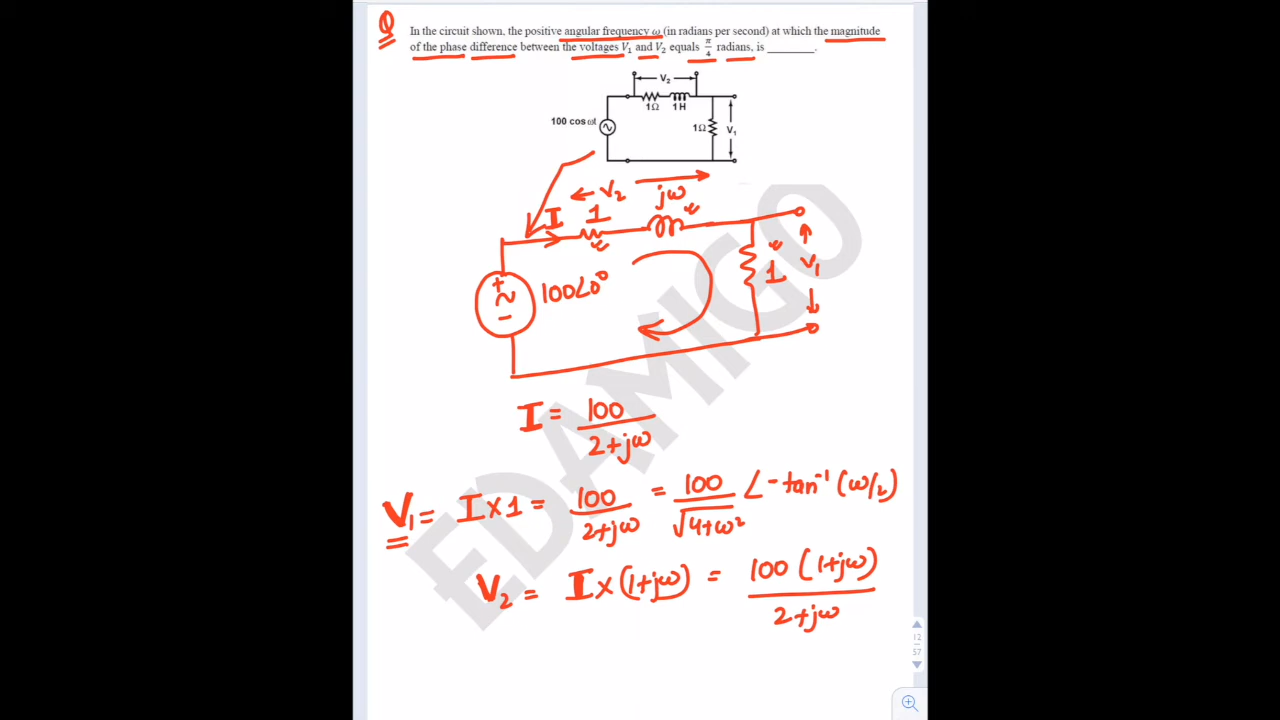 Q
In the circuit shown, the positive angular frequency ω (in radians per second) at which the magnitude
of the phase difference between the voltages V₁ and V₂ equals π/4 radians, is ________.
V₂
1Ω 1H
100 cos ωt
1Ω V₁
← V₂ jω
I 1
100∠0° 1 V₁
I = 100/(2+jω)
V₁ = I×1 = 100/(2+jω) = 100/√(4+ω²) ∠-tan⁻¹(ω/2)
V₂ = I×(1+jω) = 100(1+jω)/(2+jω)
EDAMIGO
12
57